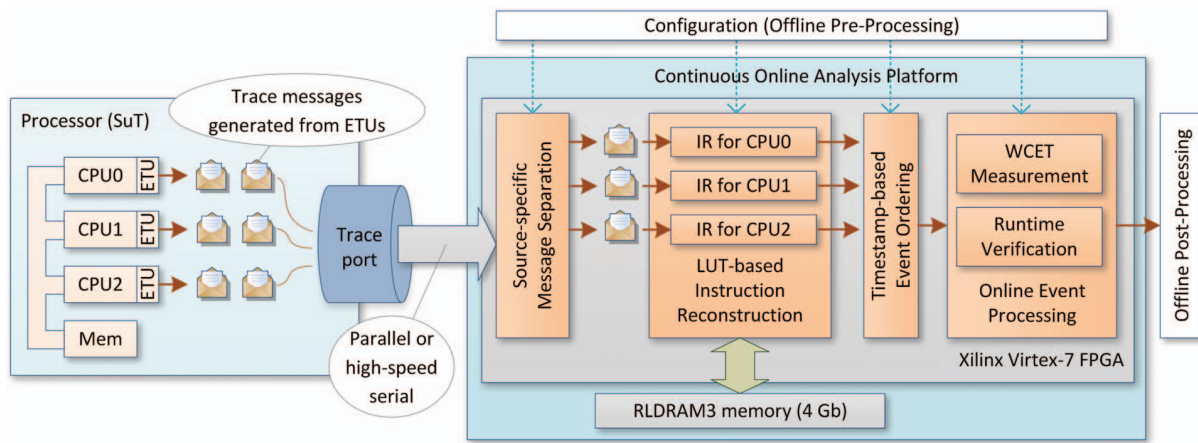 Configuration (Offline Pre-Processing)
Continuous Online Analysis Platform
Trace messages
generated from ETUs
Processor (SuT)
CPU0
ETU
CPU1
ETU
CPU2
ETU
Mem
Trace
port
Parallel or
high-speed
serial
Source-specific
Message Separation
IR for CPU0
IR for CPU1
IR for CPU2
LUT-based
Instruction
Reconstruction
Timestamp-based
Event Ordering
WCET
Measurement
Runtime
Verification
Online Event
Processing
Xilinx Virtex-7 FPGA
RLDRAM3 memory (4 Gb)
Offline Post-Processing